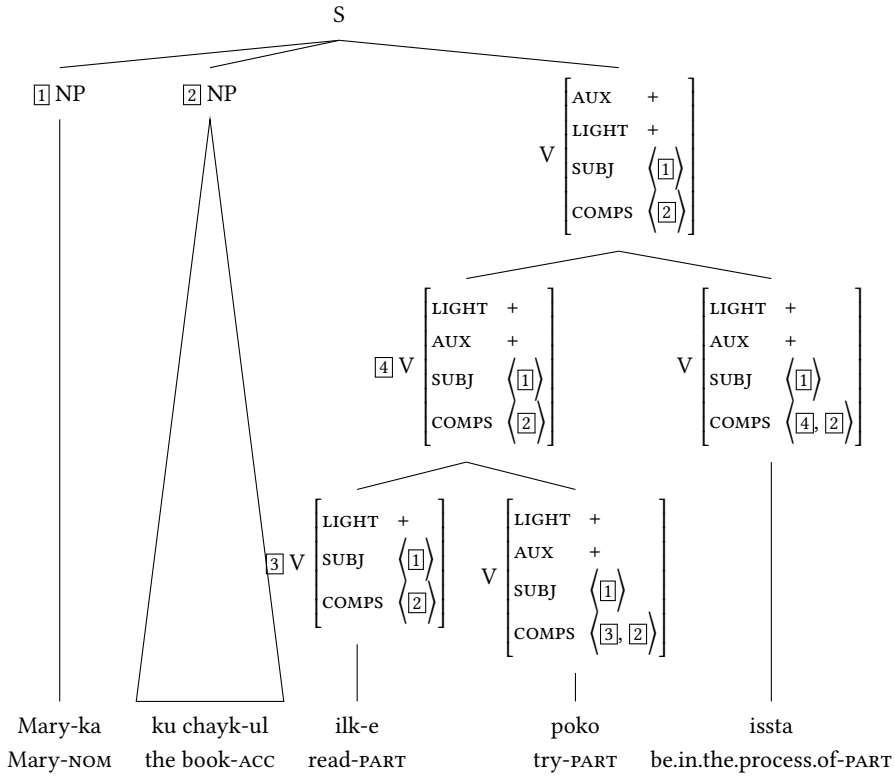 S
1 NP 2 NP
V
AUX +
LIGHT +
SUBJ ⟨1⟩
COMPS ⟨2⟩
4 V
LIGHT +
AUX +
SUBJ ⟨1⟩
COMPS ⟨2⟩
V
LIGHT +
AUX +
SUBJ ⟨1⟩
COMPS ⟨4, 2⟩
3 V
LIGHT +
SUBJ ⟨1⟩
COMPS ⟨2⟩
V
LIGHT +
AUX +
SUBJ ⟨1⟩
COMPS ⟨3, 2⟩
Mary-ka ku chayk-ul ilk-e poko issta
Mary-NOM the book-ACC read-PART try-PART be.in.the.process.of-PART